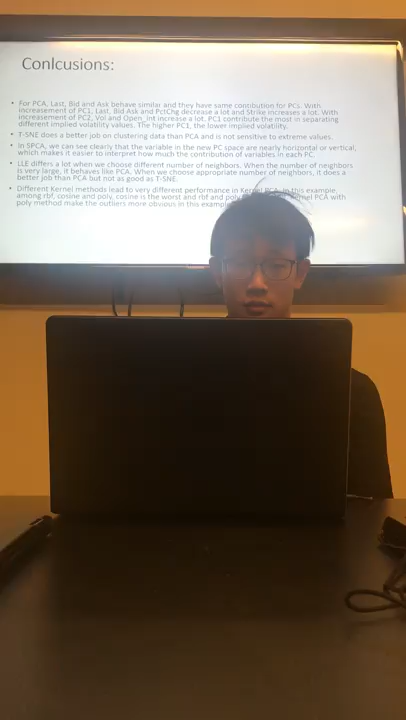 Conlcusions:
• For PCA, Last, Bid and Ask behave similar and they have same contibution for PCs. With
increasement of PC1, Last, Bid Ask and PctChg decrease a lot and Strike increases a lot. With
increasement of PC2, Vol and Open_Int increase a lot. PC1 contribute the most in separating
different implied volatility values. The higher PC1, the lower implied volatility.
• T-SNE does a better job on clustering data than PCA and is not sensitive to extreme values.
• In SPCA, we can see clearly that the variable in the new PC space are nearly horizontal or vertical,
which makes it easier to interpret how much the contribution of variables in each PC.
• LLE differs a lot when we choose different number of neighbors. When the number of neighbors
is very large, it behaves like PCA. When we choose appropriate number of neighbors, it does a
better job than PCA but not as good as T-SNE.
• Different Kernel methods lead to very different performance in Kernel PCA. In this example,
among rbf, cosine and poly, cosine is the worst and rbf and poly Kernel PCA with
poly method make the outliers more obvious in this example